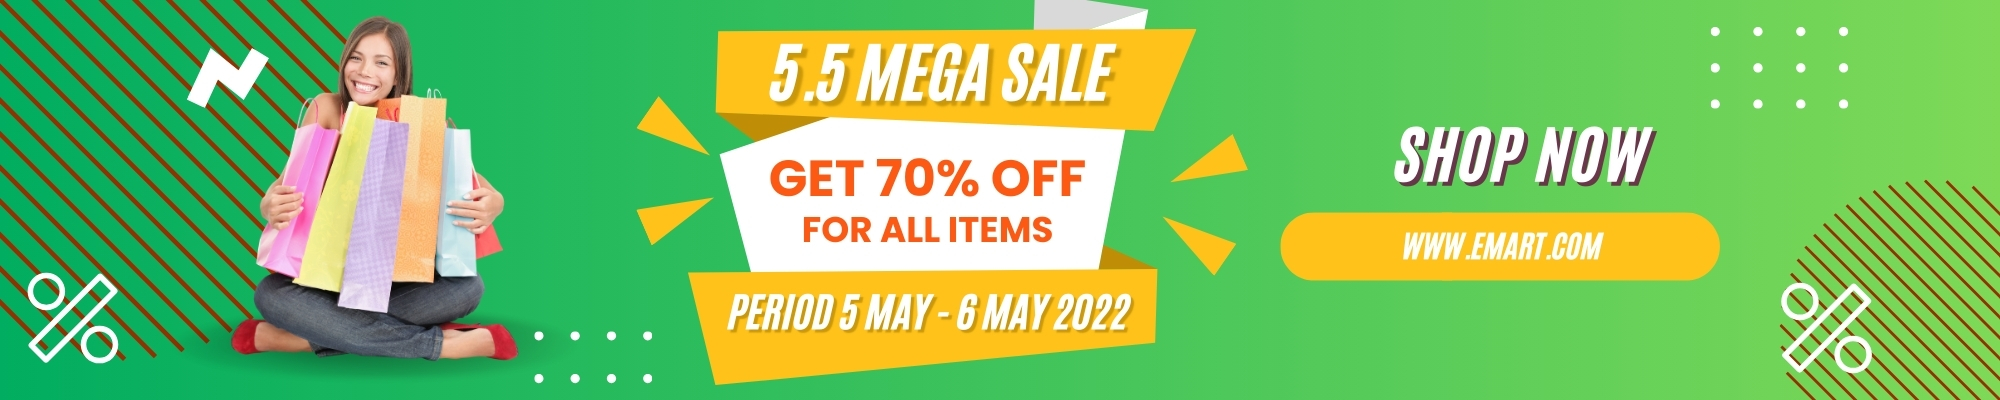 5.5 MEGA SALE
GET 70% OFF
FOR ALL ITEMS
PERIOD 5 MAY - 6 MAY 2022
SHOP NOW
WWW.EMART.COM